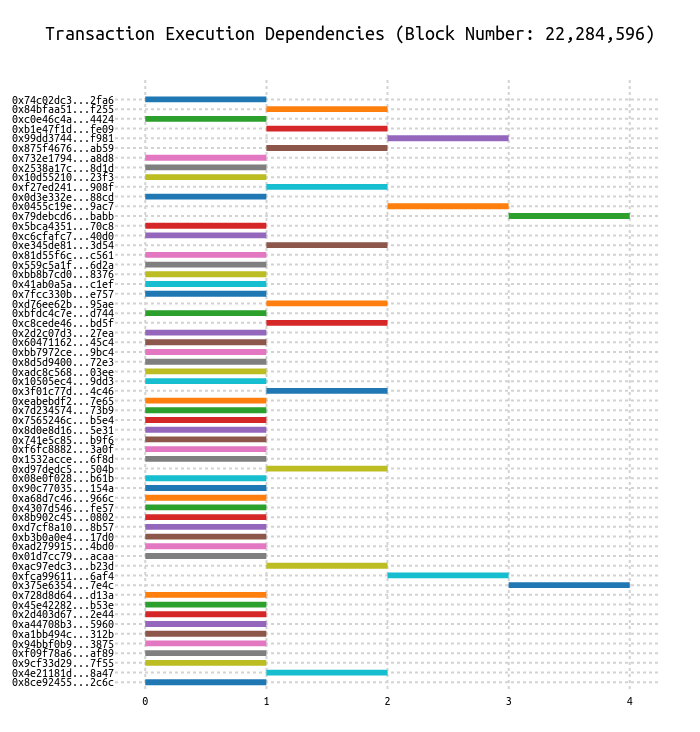 Transaction Execution Dependencies (Block Number: 22,284,596)
0x74c02dc3...2fa6
0x84bfaa51...f255
0xc0e46c4a...4424
0xb1e47f1d...fe09
0x99dd3744...f981
0x875f4676...ab59
0x732e1794...a8d8
0x2538a17c...8d1d
0x10d55210...23f3
0xf27ed241...908f
0x0d3e332e...88cd
0x0455c19e...9ac7
0x79debcd6...babb
0x5bca4351...70c8
0xc6cfafc7...40d0
0xe345de81...3d54
0x81d55f6c...c561
0x559c5a1f...6d2a
0xbb8b7cd0...8376
0x41ab0a5a...c1ef
0x7fcc330b...e757
0xd76ee62b...95ae
0xbfdc4c7e...d744
0xc8cede46...bd5f
0x2d2c07d3...27ea
0x60471162...45c4
0xbb7972ce...9bc4
0x8d5d9400...72e3
0xadc8c568...03ee
0x10505ec4...9dd3
0x3f01c77d...4c46
0xeabebdf2...7e65
0x7d234574...73b9
0x7565246c...b5e4
0x8d0e8d16...5e31
0x741e5c85...b9f6
0xf6fc8882...3a0f
0x1532acce...6f8d
0xd97dedc5...504b
0x08e0f028...b61b
0x90c77035...154a
0xa68d7c46...966c
0x4307d546...fe57
0x8b902c45...0802
0xd7cf8a10...8b57
0xb3b0a0e4...17d0
0xad279915...4bd0
0x01d7cc79...acaa
0xac97edc3...b23d
0xfca99611...6af4
0x375e6354...7e4c
0x728d8d64...d13a
0x45e42282...b53e
0x2d403d67...2e44
0xa44708b3...5960
0xa1bb494c...312b
0x94bbf0b9...3875
0xf09f78a6...af89
0x9cf33d29...7f55
0x4e21181d...8a47
0x8ce92455...2c6c
0 1 2 3 4